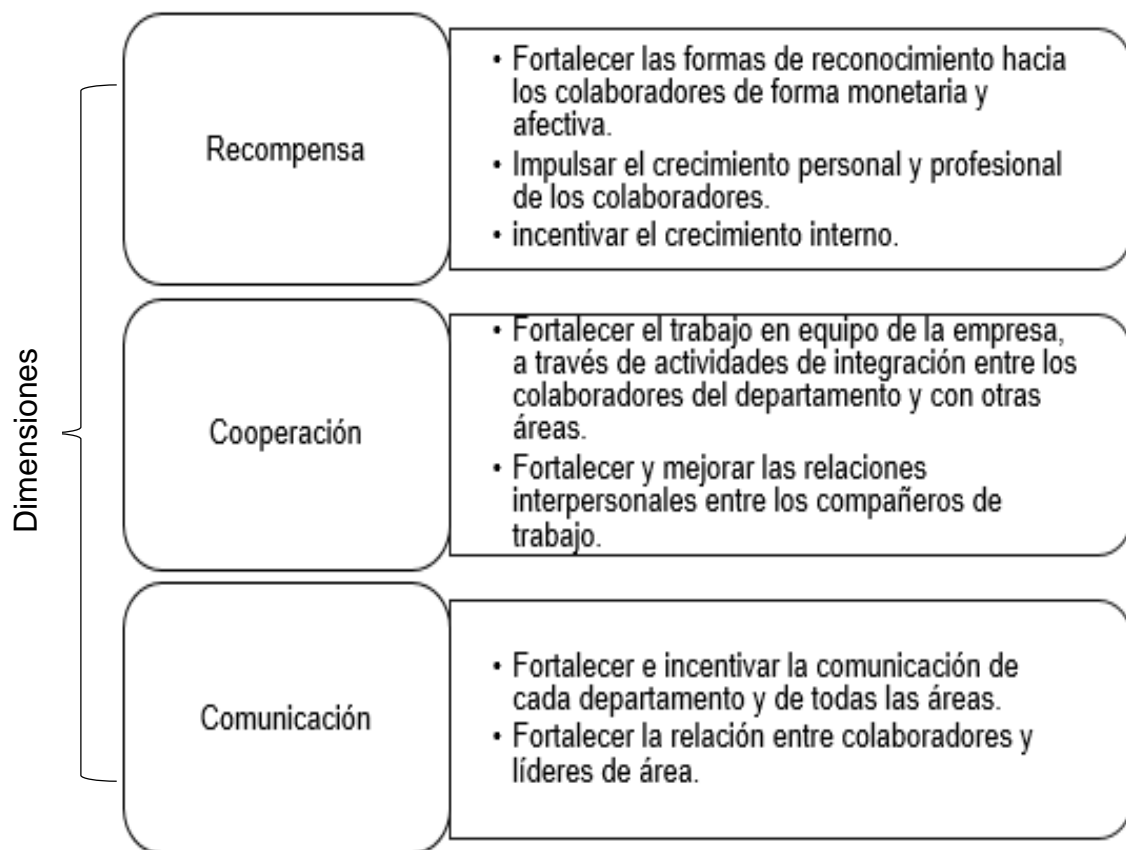 Dimensiones
Recompensa
• Fortalecer las formas de reconocimiento hacia
los colaboradores de forma monetaria y
afectiva.
• Impulsar el crecimiento personal y profesional
de los colaboradores.
• incentivar el crecimiento interno.
Cooperación
• Fortalecer el trabajo en equipo de la empresa,
a través de actividades de integración entre los
colaboradores del departamento y con otras
áreas.
• Fortalecer y mejorar las relaciones
interpersonales entre los compañeros de
trabajo.
Comunicación
• Fortalecer e incentivar la comunicación de
cada departamento y de todas las áreas.
• Fortalecer la relación entre colaboradores y
líderes de área.